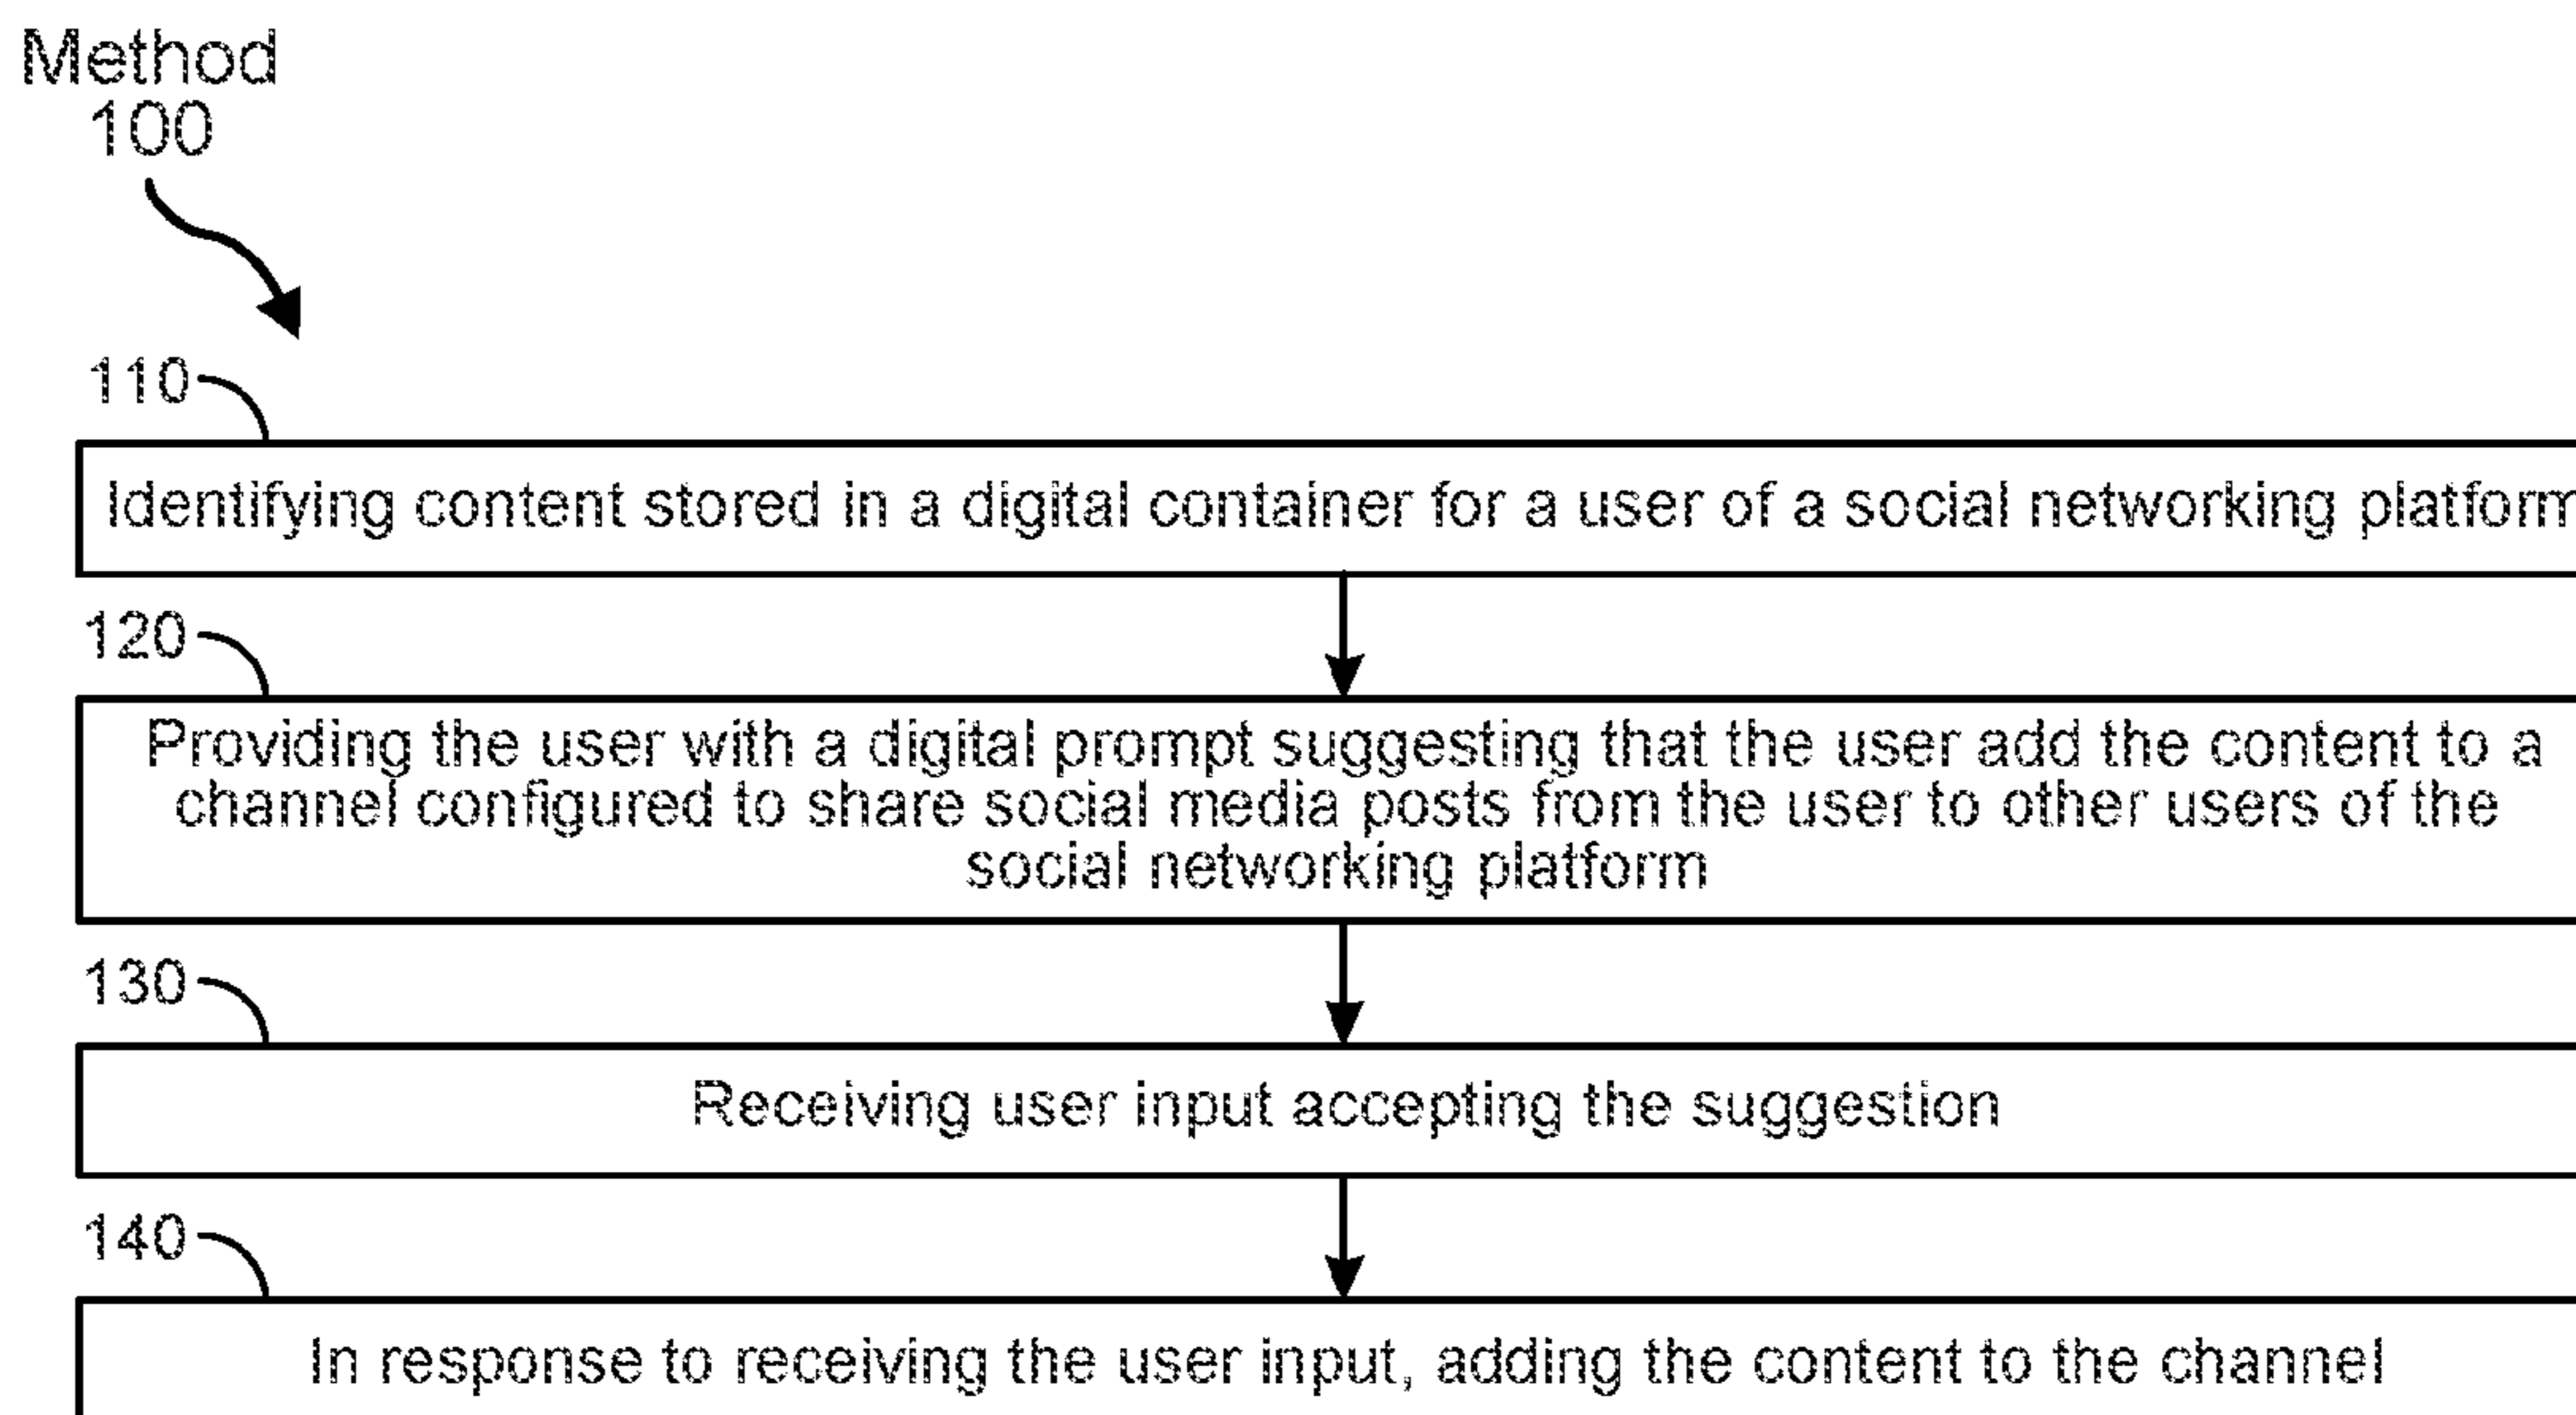 Method
100
110
Identifying content stored in a digital container for a user of a social networking platform
120
Providing the user with a digital prompt suggesting that the user add the content to a
channel configured to share social media posts from the user to other users of the
social networking platform
130
Receiving user input accepting the suggestion
140
In response to receiving the user input, adding the content to the channel